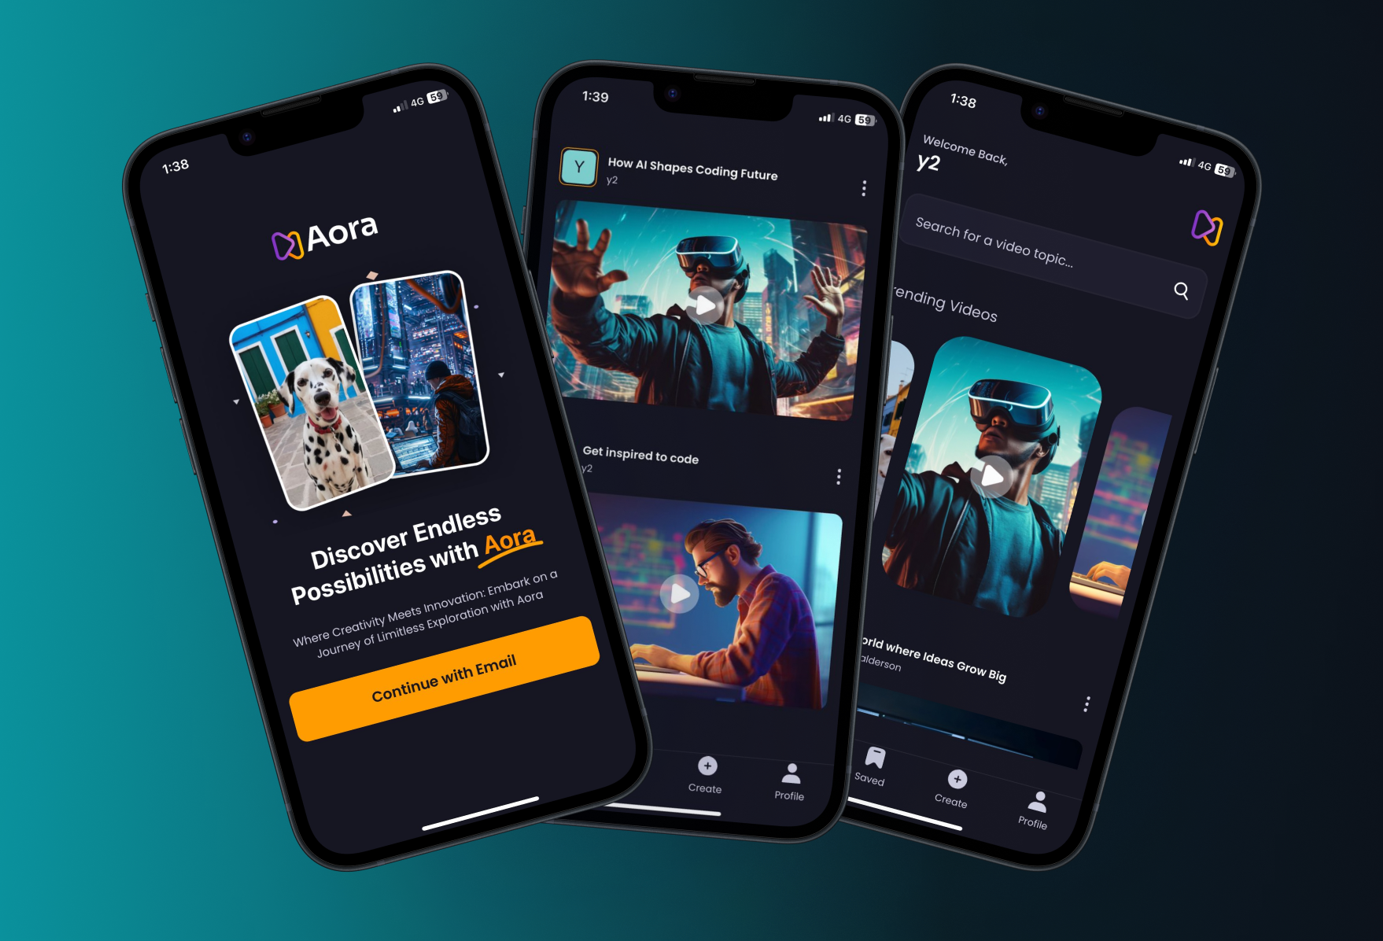 1:38
4G 59
Aora
Discover Endless
Possibilities with Aora
Where Creativity Meets Innovation: Embark on a
Journey of Limitless Exploration with Aora
Continue with Email
1:39
4G 59
Y
How AI Shapes Coding Future
y2
Get inspired to code
y2
Create
Profile
1:38
4G 59
Welcome Back,
y2
Search for a video topic...
rending Videos
orld where Ideas Grow Big
alderson
Saved
Create
Profile